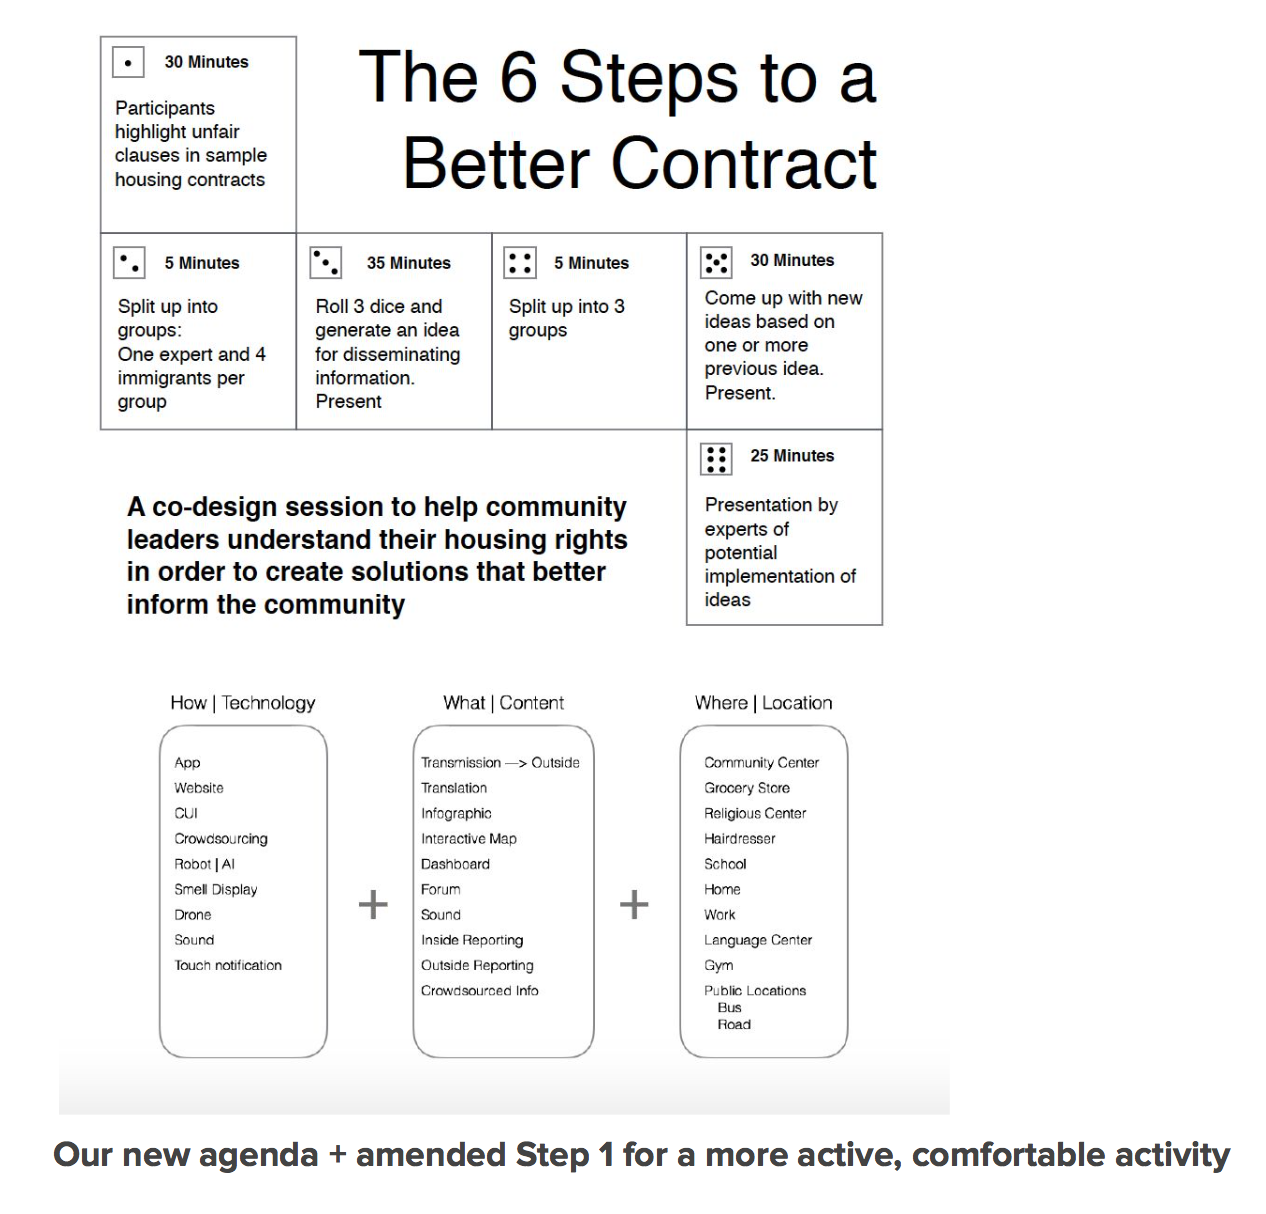 The 6 Steps to a
Better Contract
30 Minutes
Participants
highlight unfair
clauses in sample
housing contracts
5 Minutes
Split up into
groups:
One expert and 4
immigrants per
group
35 Minutes
Roll 3 dice and
generate an idea
for disseminating
information.
Present
5 Minutes
Split up into 3
groups
30 Minutes
Come up with new
ideas based on
one or more
previous idea.
Present.
25 Minutes
Presentation by
experts of
potential
implementation of
ideas
A co-design session to help community
leaders understand their housing rights
in order to create solutions that better
inform the community
How | Technology
App
Website
CUI
Crowdsourcing
Robot | AI
Smell Display
Drone
Sound
Touch notification
+
What | Content
Transmission —> Outside
Translation
Infographic
Interactive Map
Dashboard
Forum
Sound
Inside Reporting
Outside Reporting
Crowdsourced Info
+
Where | Location
Community Center
Grocery Store
Religious Center
Hairdresser
School
Home
Work
Language Center
Gym
Public Locations
Bus
Road
Our new agenda + amended Step 1 for a more active, comfortable activity